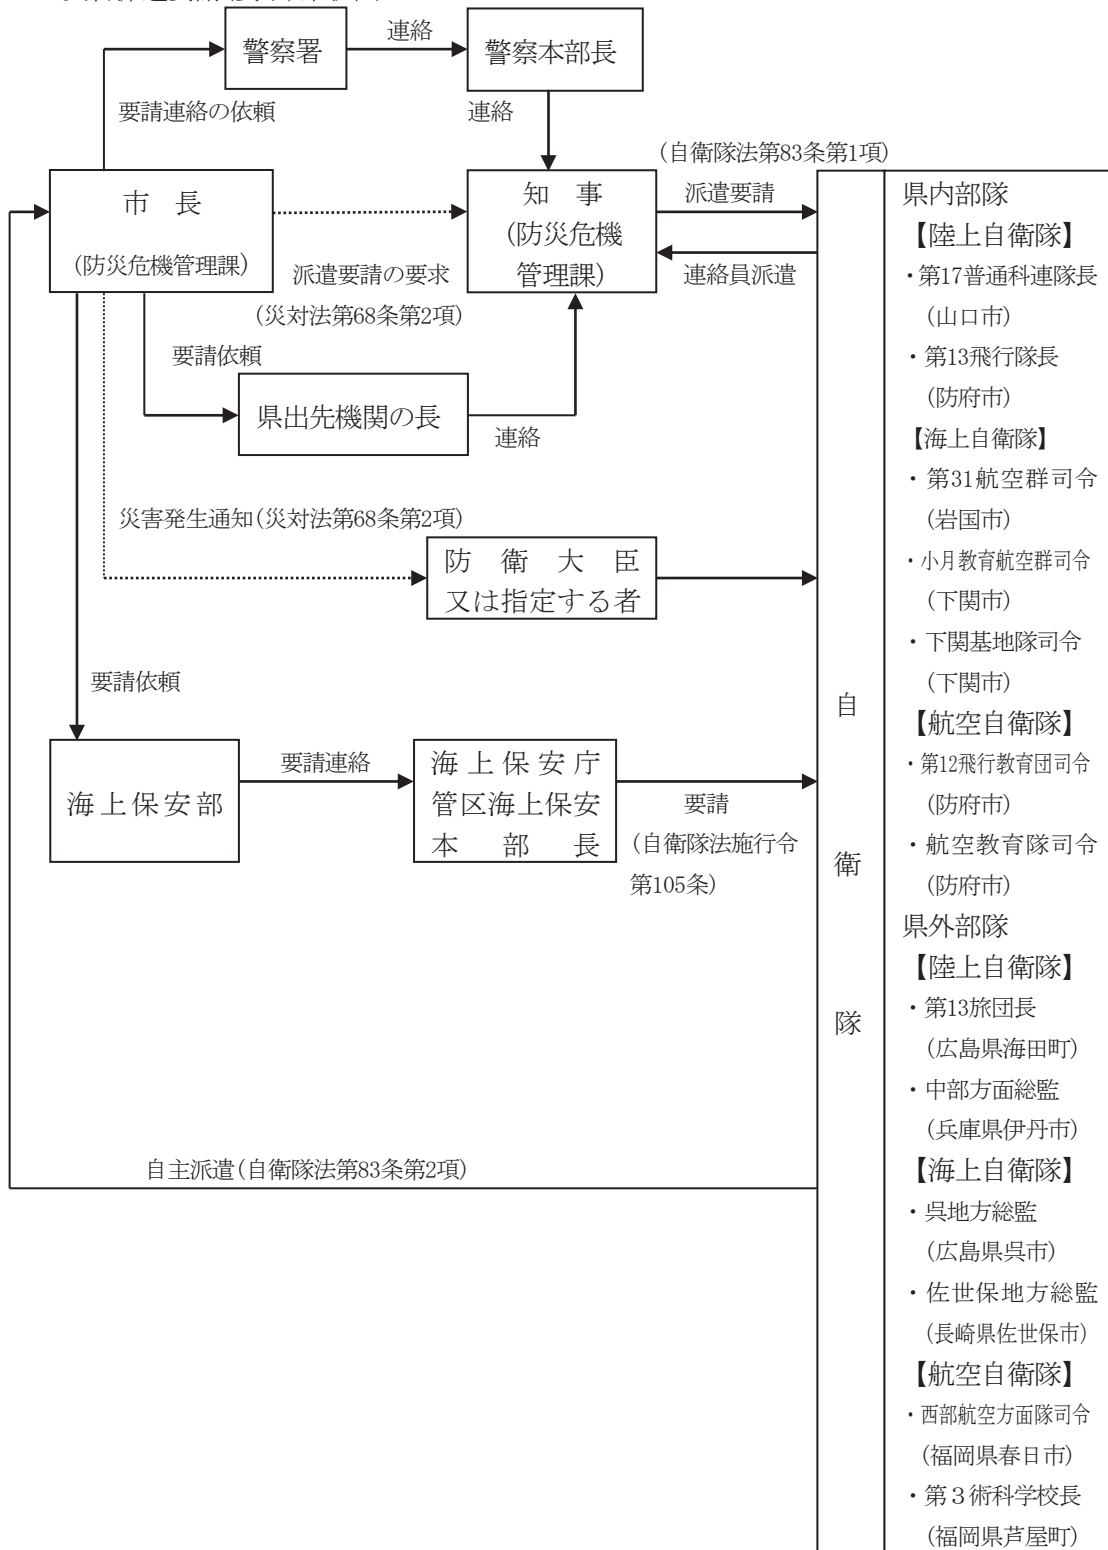 警察署
連絡
警察本部長
要請連絡の依頼
連絡
(自衛隊法第83条第1項)
市　長
(防災危機管理課)
知　事
(防災危機
管理課)
派遣要請
連絡員派遣
派遣要請の要求
(災対法第68条第2項)
要請依頼
県出先機関の長
連絡
災害発生通知(災対法第68条第2項)
防　衛　大　臣
又は指定する者
要請依頼
海上保安部
要請連絡
海上保安庁
管区海上保安
本　部　長
要請
(自衛隊法施行令
第105条)
自主派遣(自衛隊法第83条第2項)
自
衛
隊
県内部隊
【陸上自衛隊】
・第17普通科連隊長
(山口市)
・第13飛行隊長
(防府市)
【海上自衛隊】
・第31航空群司令
(岩国市)
・小月教育航空群司令
(下関市)
・下関基地隊司令
(下関市)
【航空自衛隊】
・第12飛行教育団司令
(防府市)
・航空教育隊司令
(防府市)
県外部隊
【陸上自衛隊】
・第13旅団長
(広島県海田町)
・中部方面総監
(兵庫県伊丹市)
【海上自衛隊】
・呉地方総監
(広島県呉市)
・佐世保地方総監
(長崎県佐世保市)
【航空自衛隊】
・西部航空方面隊司令
(福岡県春日市)
・第３術科学校長
(福岡県芦屋町)